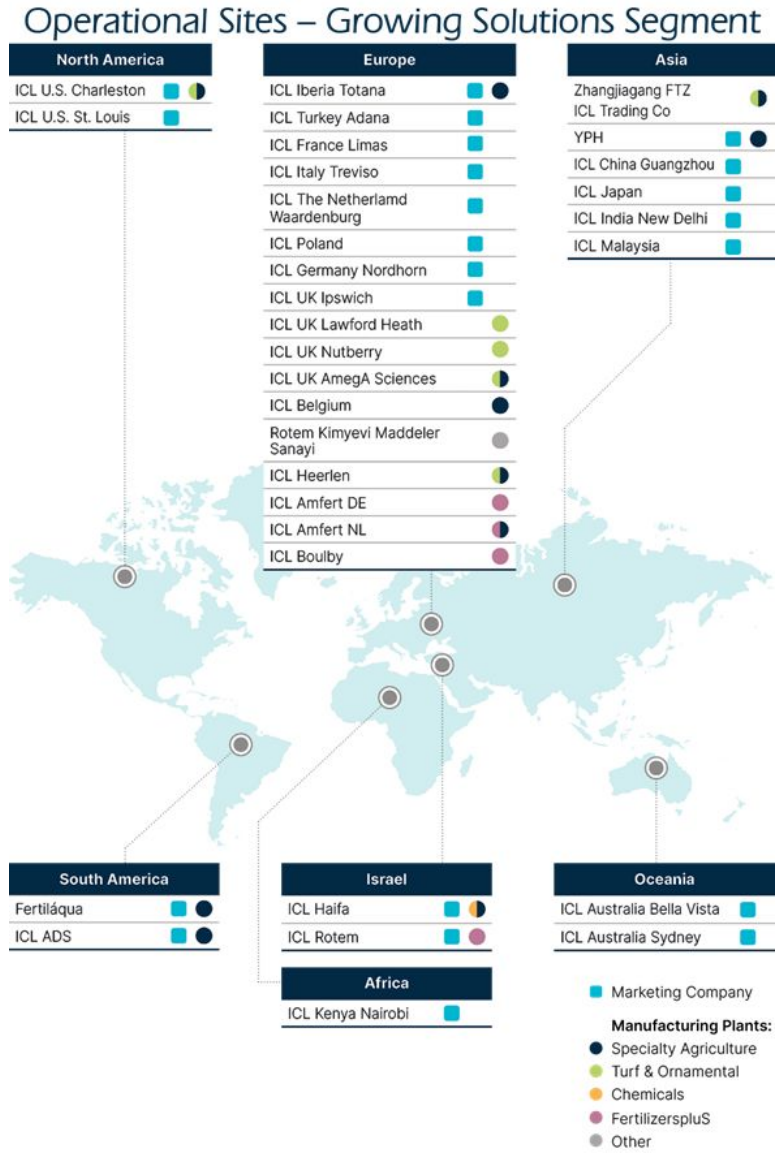 Operational Sites – Growing Solutions Segment
North America
ICL U.S. Charleston
ICL U.S. St. Louis
Europe
ICL Iberia Totana
ICL Turkey Adana
ICL France Limas
ICL Italy Treviso
ICL The Netherlamd
Waardenburg
ICL Poland
ICL Germany Nordhorn
ICL UK Ipswich
ICL UK Lawford Heath
ICL UK Nutberry
ICL UK AmegA Sciences
ICL Belgium
Rotem Kimyevi Maddeler
Sanayi
ICL Heerlen
ICL Amfert DE
ICL Amfert NL
ICL Boulby
Asia
Zhangjiagang FTZ
ICL Trading Co
YPH
ICL China Guangzhou
ICL Japan
ICL India New Delhi
ICL Malaysia
South America
Fertiláqua
ICL ADS
Israel
ICL Haifa
ICL Rotem
Africa
ICL Kenya Nairobi
Oceania
ICL Australia Bella Vista
ICL Australia Sydney
Marketing Company
Manufacturing Plants:
Specialty Agriculture
Turf & Ornamental
Chemicals
FertilizerspluS
Other